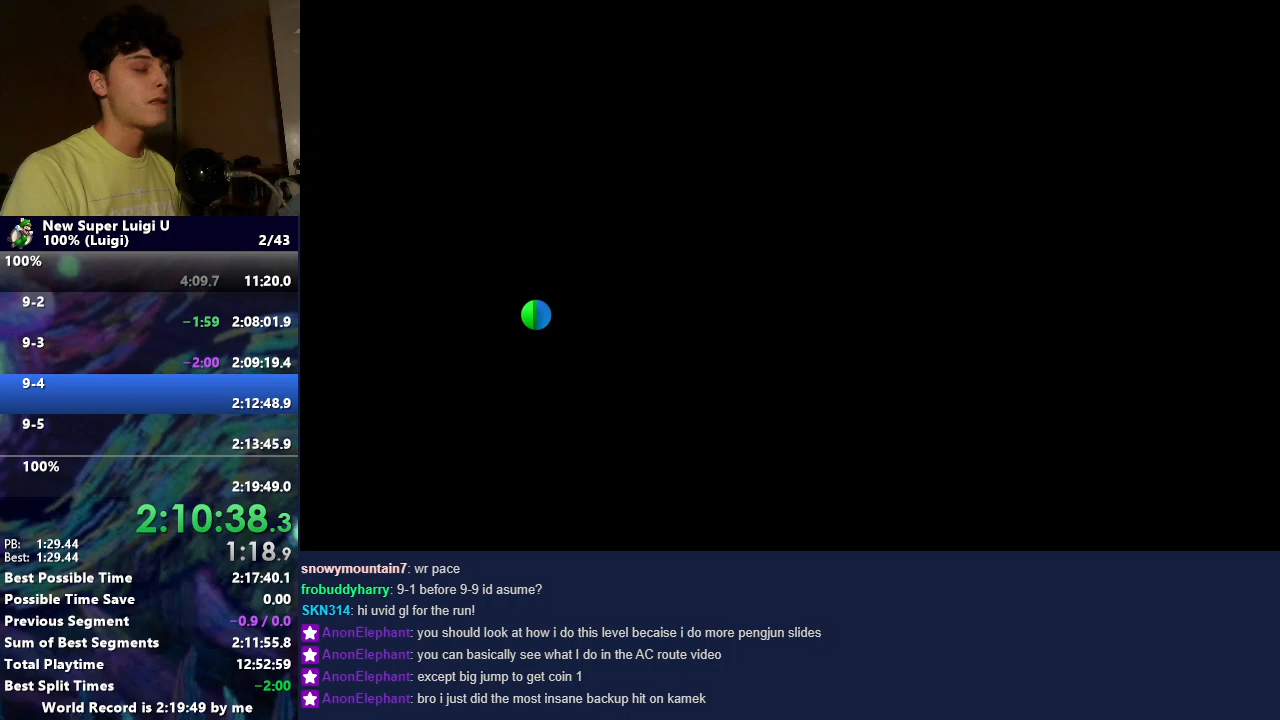 New Super Luigi U
100% (Luigi) 2/43
100%
4:09.7 11:20.0
9-2
−1:59 2:08:01.9
9-3
−2:00 2:09:19.4
9-4
2:12:48.9
9-5
2:13:45.9
100%
2:19:49.0
2:10:38.3
PB: 1:29.44
Best: 1:29.44
1:18.9
Best Possible Time 2:17:40.1
Possible Time Save 0.00
Previous Segment −0.9 / 0.0
Sum of Best Segments 2:11:55.8
Total Playtime 12:52:59
Best Split Times −2:00
World Record is 2:19:49 by me
snowymountain7: wr pace
frobuddyharry: 9-1 before 9-9 id asume?
SKN314: hi uvid gl for the run!
AnonElephant: you should look at how i do this level becaise i do more pengjun slides
AnonElephant: you can basically see what I do in the AC route video
AnonElephant: except big jump to get coin 1
AnonElephant: bro i just did the most insane backup hit on kamek